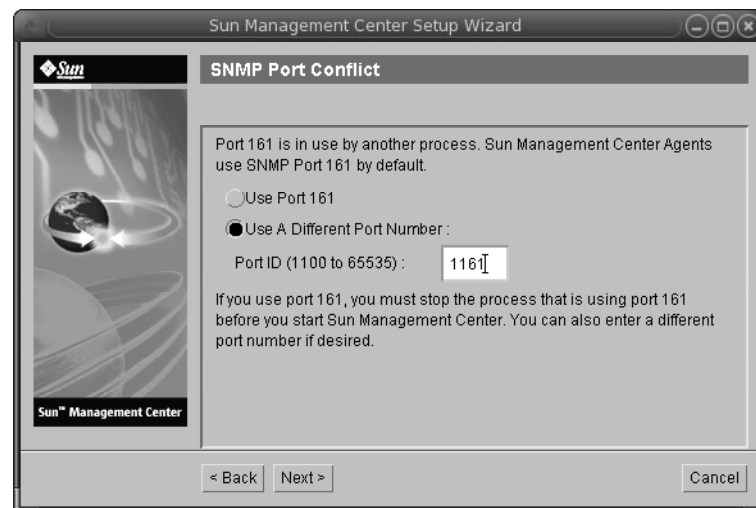 Sun Management Center Setup Wizard
Sun
SNMP Port Conflict
Port 161 is in use by another process. Sun Management Center Agents
use SNMP Port 161 by default.
Use Port 161
Use A Different Port Number :
Port ID (1100 to 65535) :
1161
If you use port 161, you must stop the process that is using port 161
before you start Sun Management Center. You can also enter a different
port number if desired.
Sun™ Management Center
< Back
Next >
Cancel